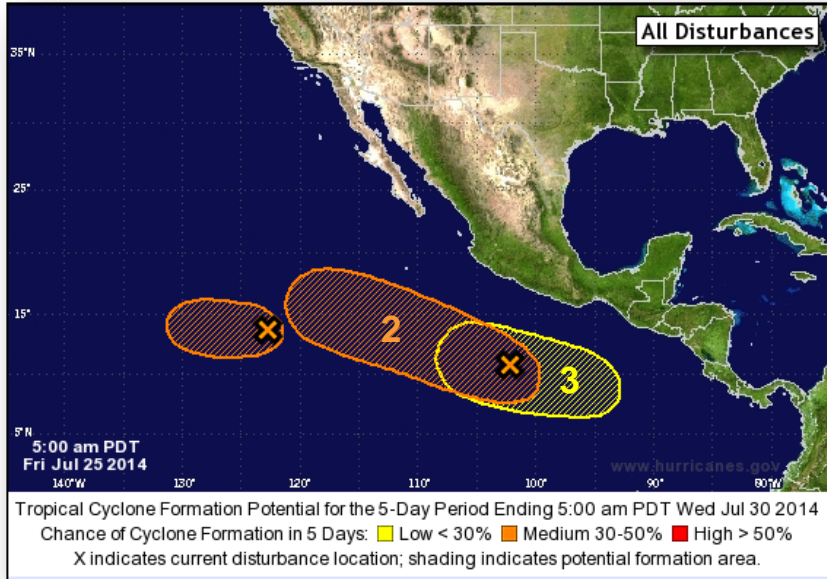 All Disturbances
35°N
25°
15°
2
3
5°N
5:00 am PDT
Fri Jul 25 2014
www.hurricanes.gov
140°W
130°
120°
110°
100°
90°
80°W
Tropical Cyclone Formation Potential for the 5-Day Period Ending 5:00 am PDT Wed Jul 30 2014
Chance of Cyclone Formation in 5 Days: Low < 30% Medium 30-50% High > 50%
X indicates current disturbance location; shading indicates potential formation area.